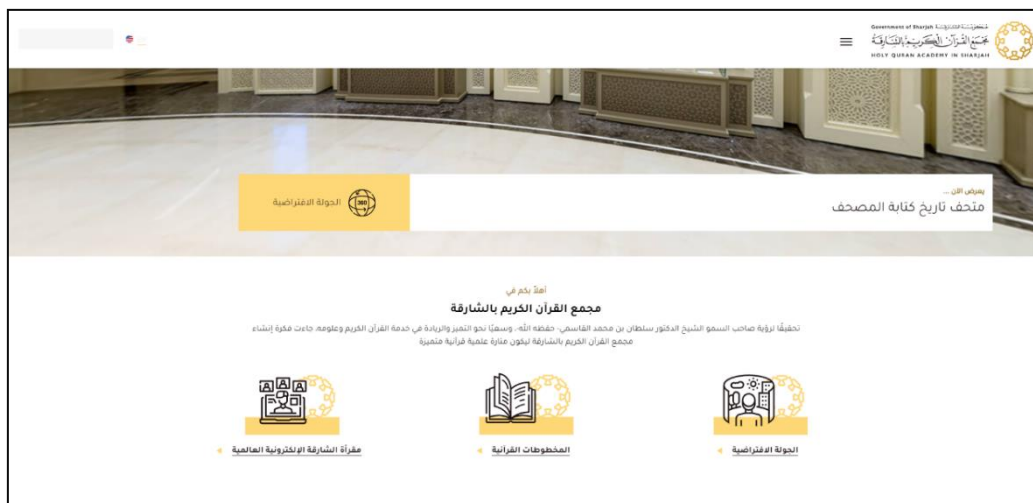 Government of Sharjah
مجمع القرآن الكريم بالشارقة
HOLY QURAN ACADEMY IN SHARJAH
يعرض الآن ...
متحف تاريخ كتابة المصحف
360
الجولة الافتراضية
أهلاً بكم في
مجمع القرآن الكريم بالشارقة
تحقيقًا لرؤية صاحب السمو الشيخ الدكتور سلطان بن محمد القاسمي- حفظه الله-، وسعيًا نحو التميز والريادة في خدمة القرآن الكريم وعلومه، جاءت فكرة إنشاء
مجمع القرآن الكريم بالشارقة ليكون منارة علمية قرآنية متميزة
الجولة الافتراضية
المخطوطات القرآنية
مقرأة الشارقة الإلكترونية العالمية